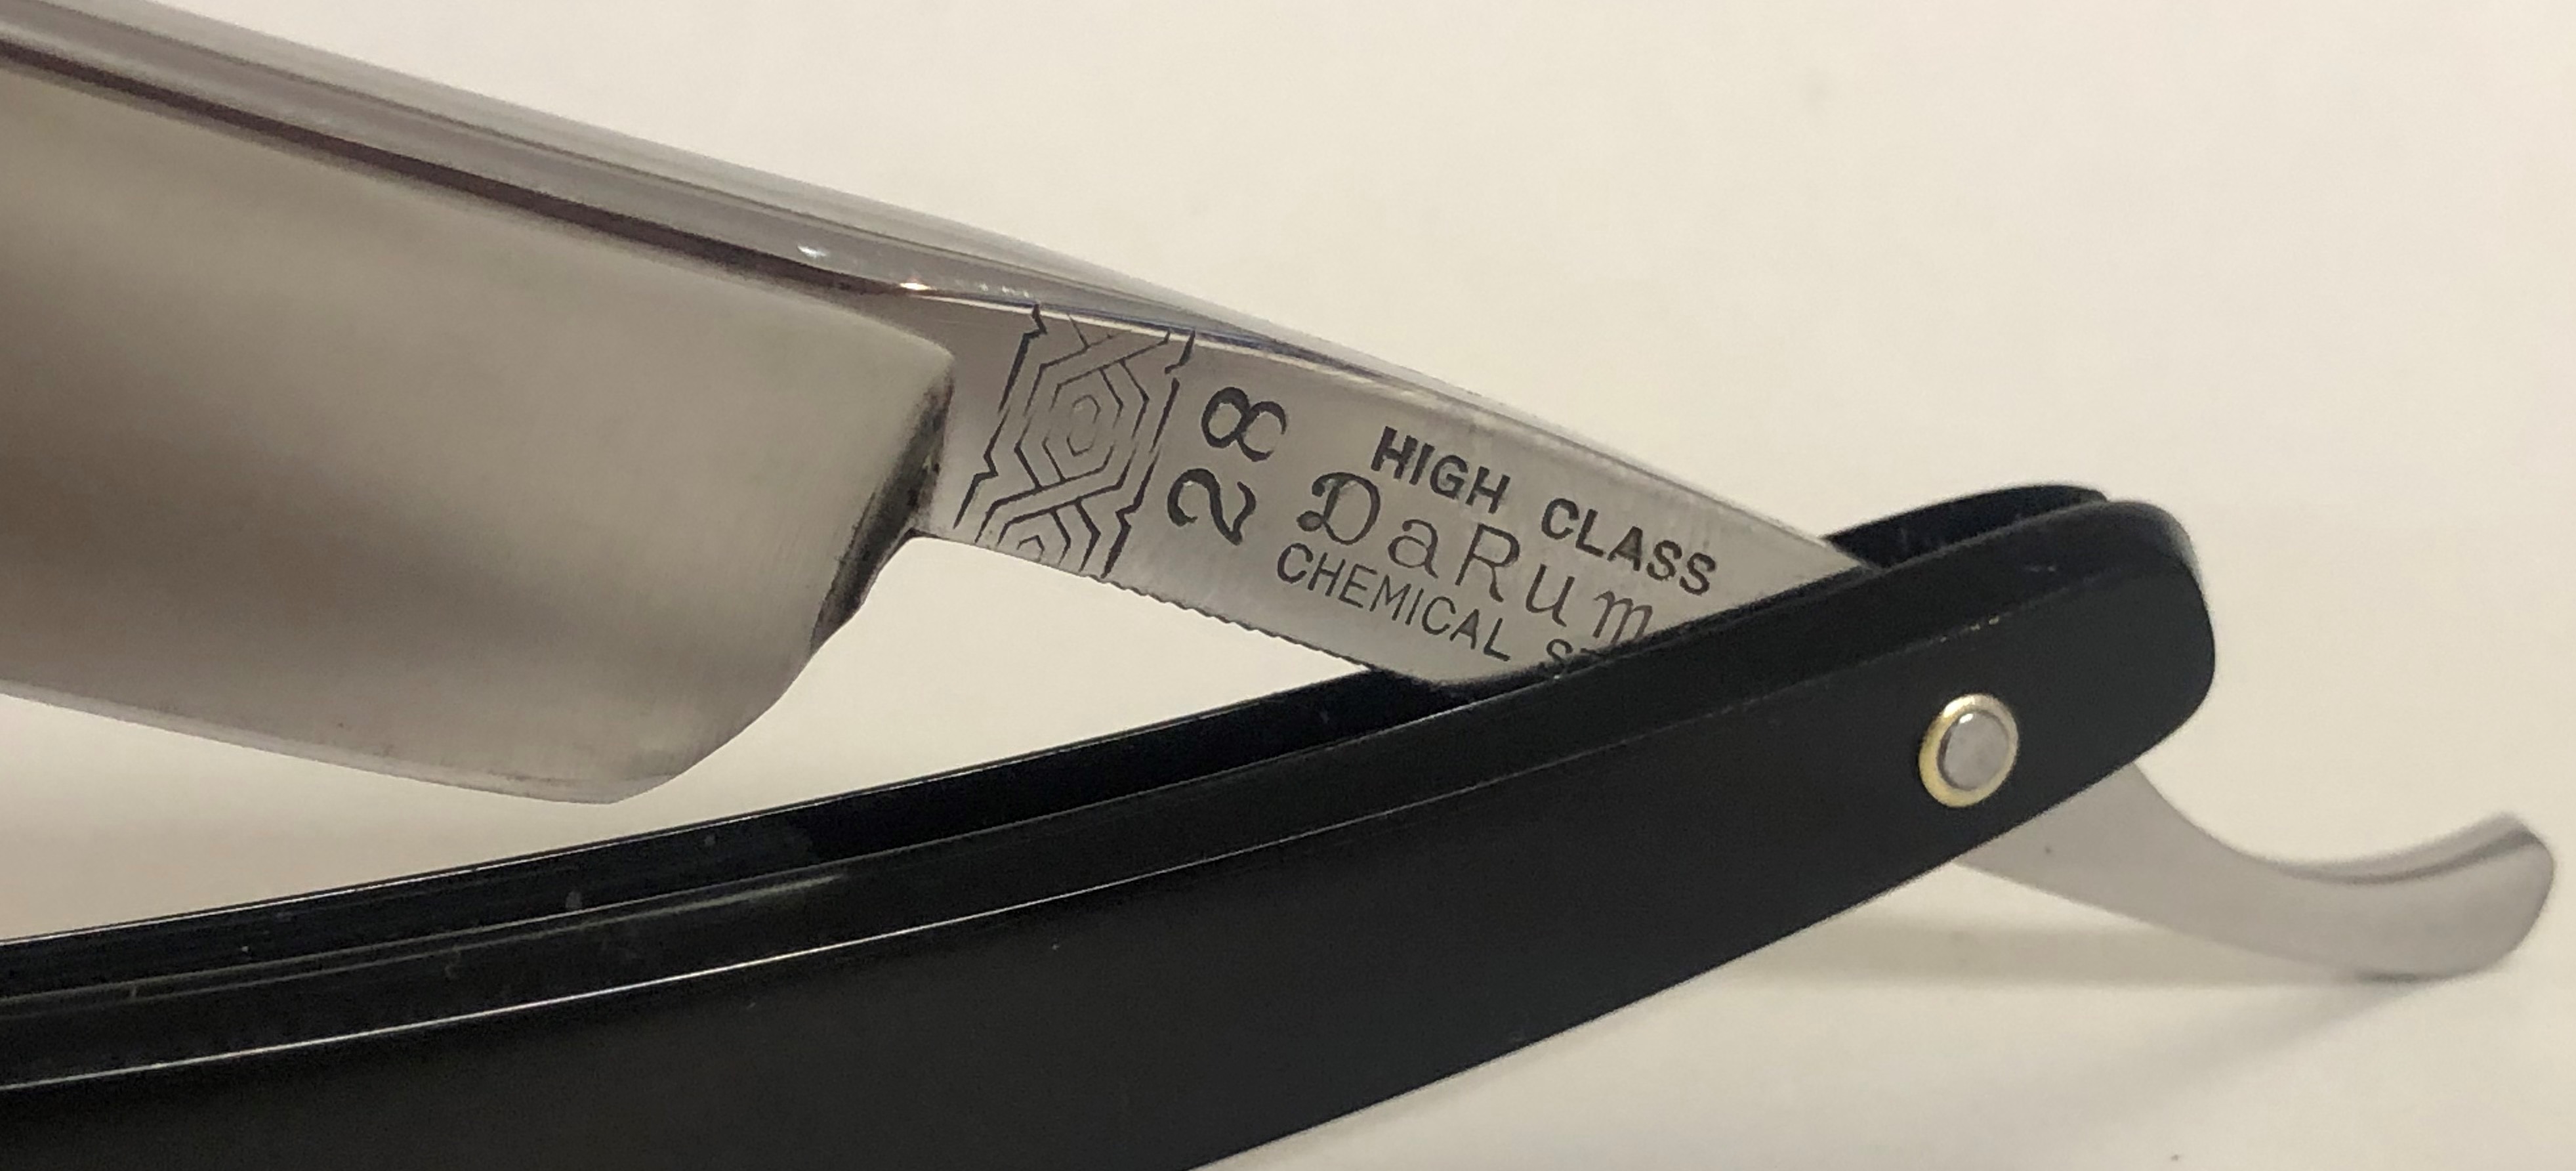 28
HIGH CLASS
DaRum
CHEMICAL